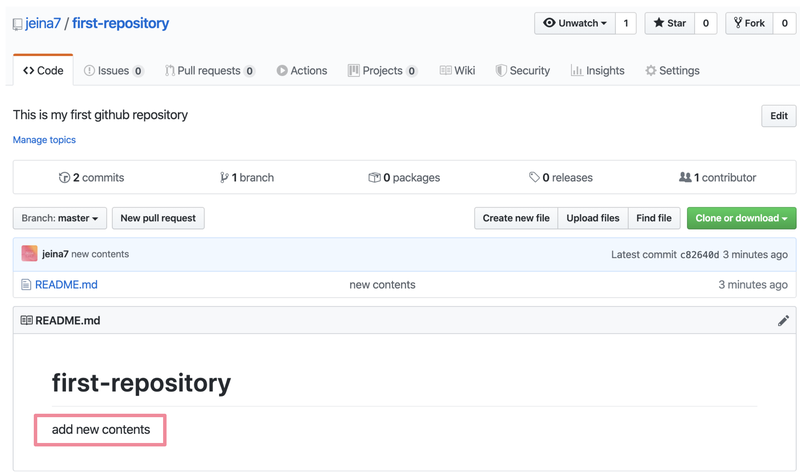 jeina7 / first-repository
Unwatch 1 Star 0 Fork 0
Code Issues 0 Pull requests 0 Actions Projects 0 Wiki Security Insights Settings
This is my first github repository
Edit
Manage topics
2 commits 1 branch 0 packages 0 releases 1 contributor
Branch: master New pull request Create new file Upload files Find file Clone or download
jeina7 new contents Latest commit c82640d 3 minutes ago
README.md new contents 3 minutes ago
README.md
first-repository
add new contents